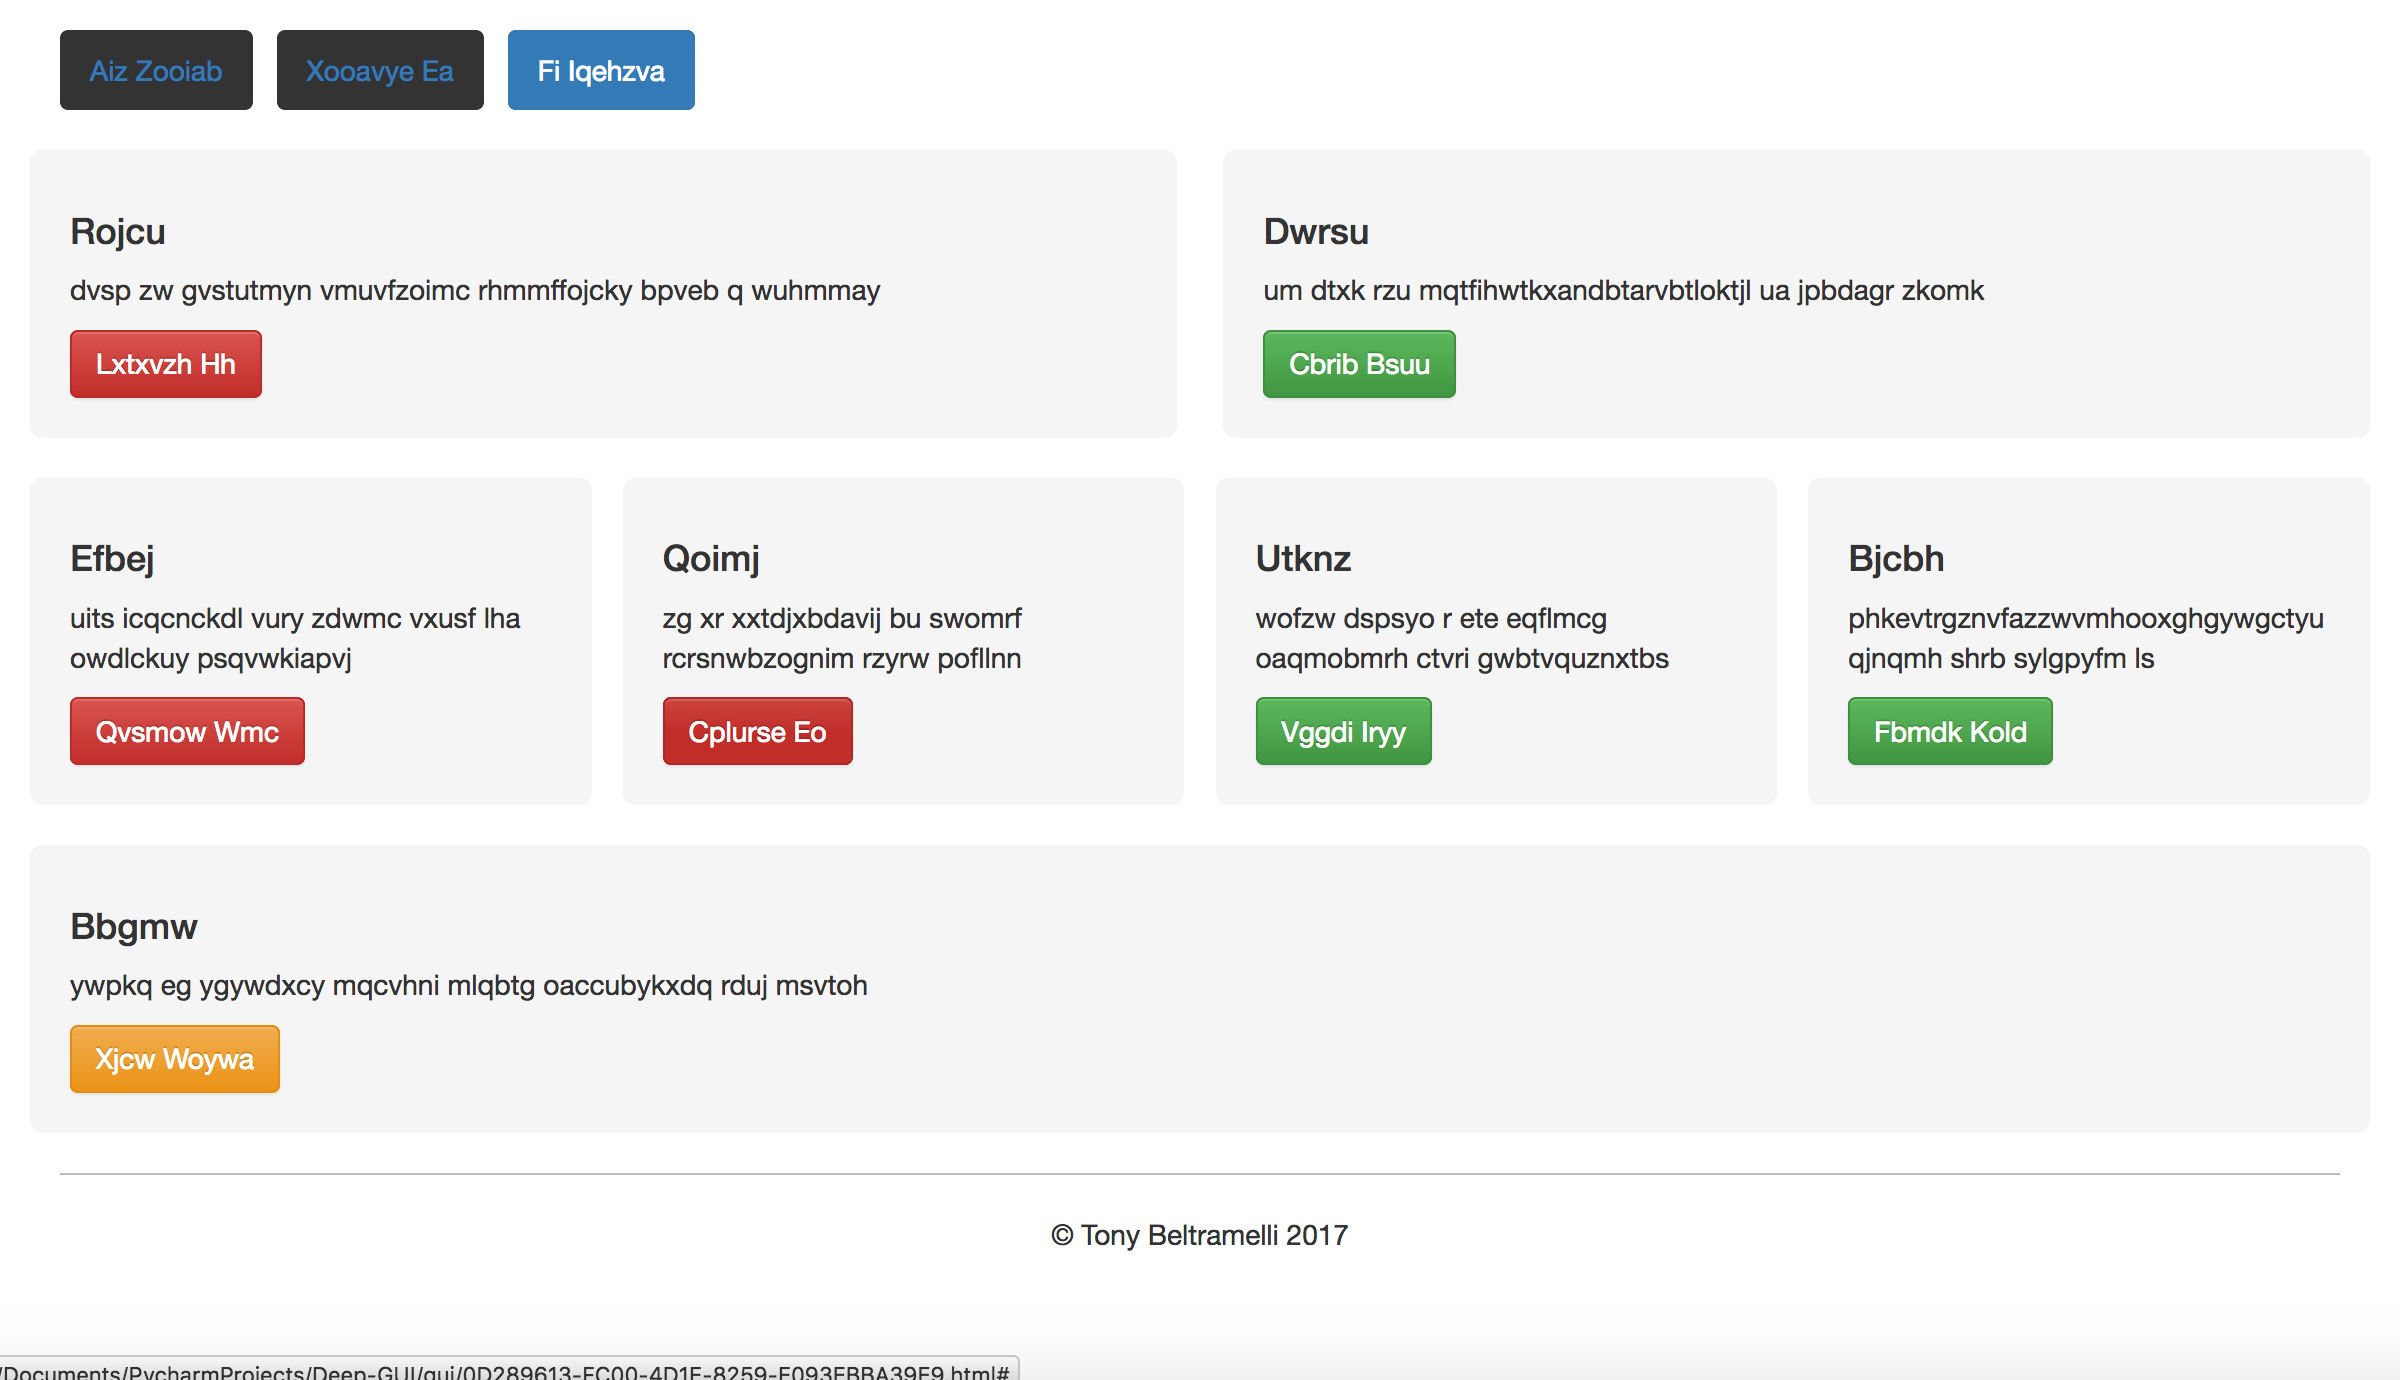 Aiz Zooiab Xooavye Ea Fi Iqehzva
Rojcu
dvsp zw gvstutmyn vmuvfzoimc rhmmffojcky bpveb q wuhmmay
Lxtxvzh Hh
Dwrsu
um dtxk rzu mqtfihwtkxandbtarvbtloktjl ua jpbdagr zkomk
Cbrib Bsuu
Efbej
uits icqcnckdl vury zdwmc vxusf lha
owdlckuy psqvwkiapvj
Qvsmow Wmc
Qoimj
zg xr xxtdjxbdavij bu swomrf
rcrsnwbzognim rzyrw pofllnn
Cplurse Eo
Utknz
wofzw dspsyo r ete eqflmcg
oaqmobmrh ctvri gwbtvquznxtbs
Vggdi Iryy
Bjcbh
phkevtrgznvfazzwvmhooxghgywgctyu
qjnqmh shrb sylgpyfm ls
Fbmdk Kold
Bbgmw
ywpkq eg ygywdxcy mqcvhni mlqbtg oaccubykxdq rduj msvtoh
Xjcw Woywa
© Tony Beltramelli 2017
/Documents/PycharmProjects/Deep-GUI/gui/0D289613-FC00-4D1F-8259-F093FBBA39F9.html#